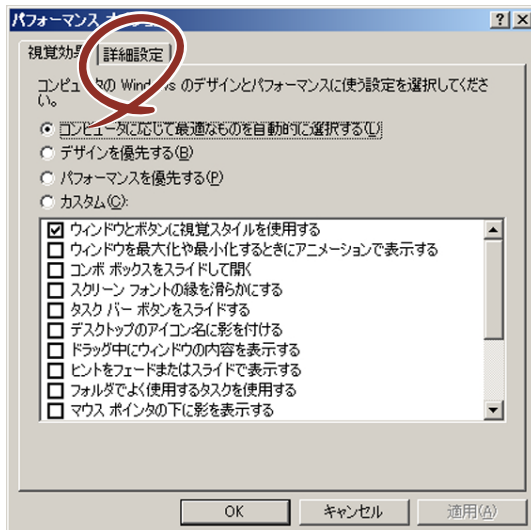 パフォーマンス オ
視覚効果 詳細設定
コンピュータの Windows のデザインとパフォーマンスに使う設定を選択してくださ
い。
コンピュータに応じて最適なものを自動的に選択する(L)
デザインを優先する(B)
パフォーマンスを優先する(P)
カスタム(C):
ウィンドウとボタンに視覚スタイルを使用する
ウィンドウを最大化や最小化するときにアニメーションで表示する
コンボ ボックスをスライドして開く
スクリーン フォントの縁を滑らかにする
タスク バー ボタンをスライドする
デスクトップのアイコン名に影を付ける
ドラッグ中にウィンドウの内容を表示する
ヒントをフェードまたはスライドで表示する
フォルダでよく使用するタスクを使用する
マウス ポインタの下に影を表示する
OK キャンセル 適用(A)